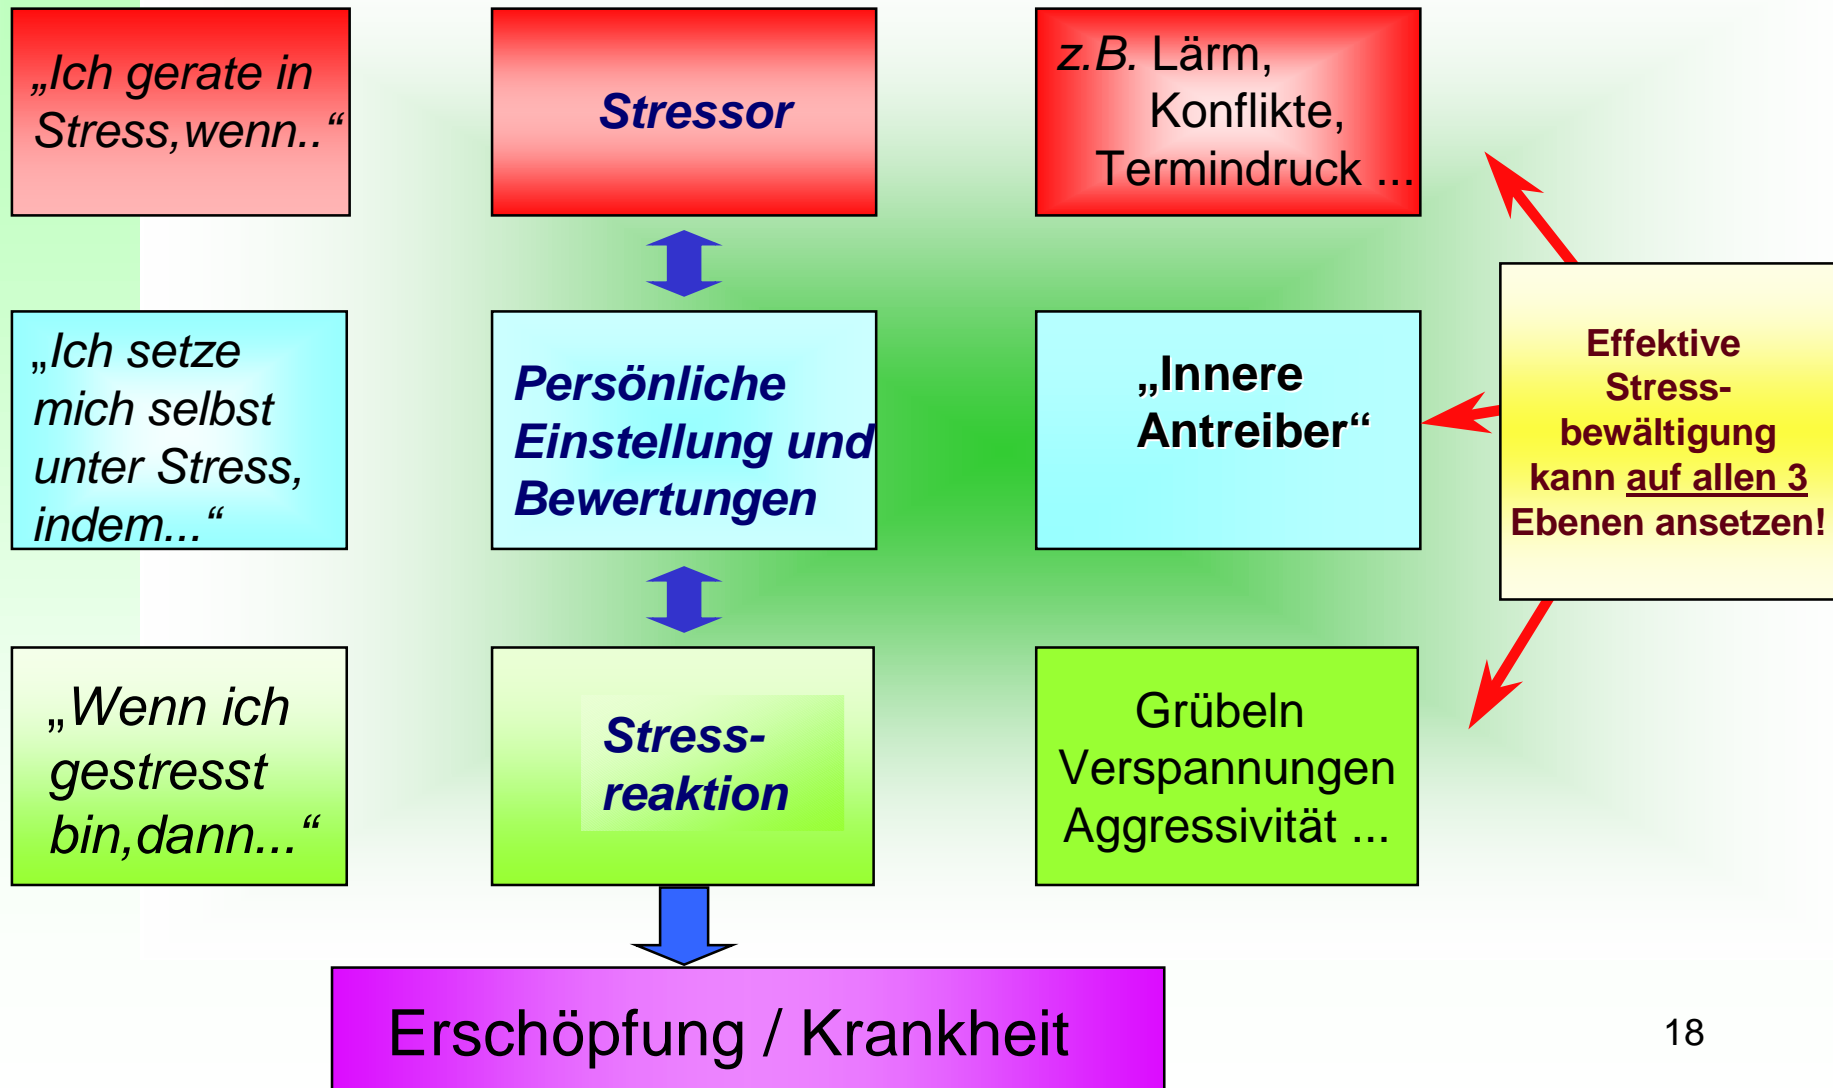 „Ich gerate in
Stress,wenn..“
Stressor
z.B. Lärm,
Konflikte,
Termindruck ...
„Ich setze
mich selbst
unter Stress,
indem...“
Persönliche
Einstellung und
Bewertungen
„Innere
Antreiber“
Effektive
Stress-
bewältigung
kann auf allen 3
Ebenen ansetzen!
„Wenn ich
gestresst
bin,dann...“
Stress-
reaktion
Grübeln
Verspannungen
Aggressivität ...
Erschöpfung / Krankheit
18